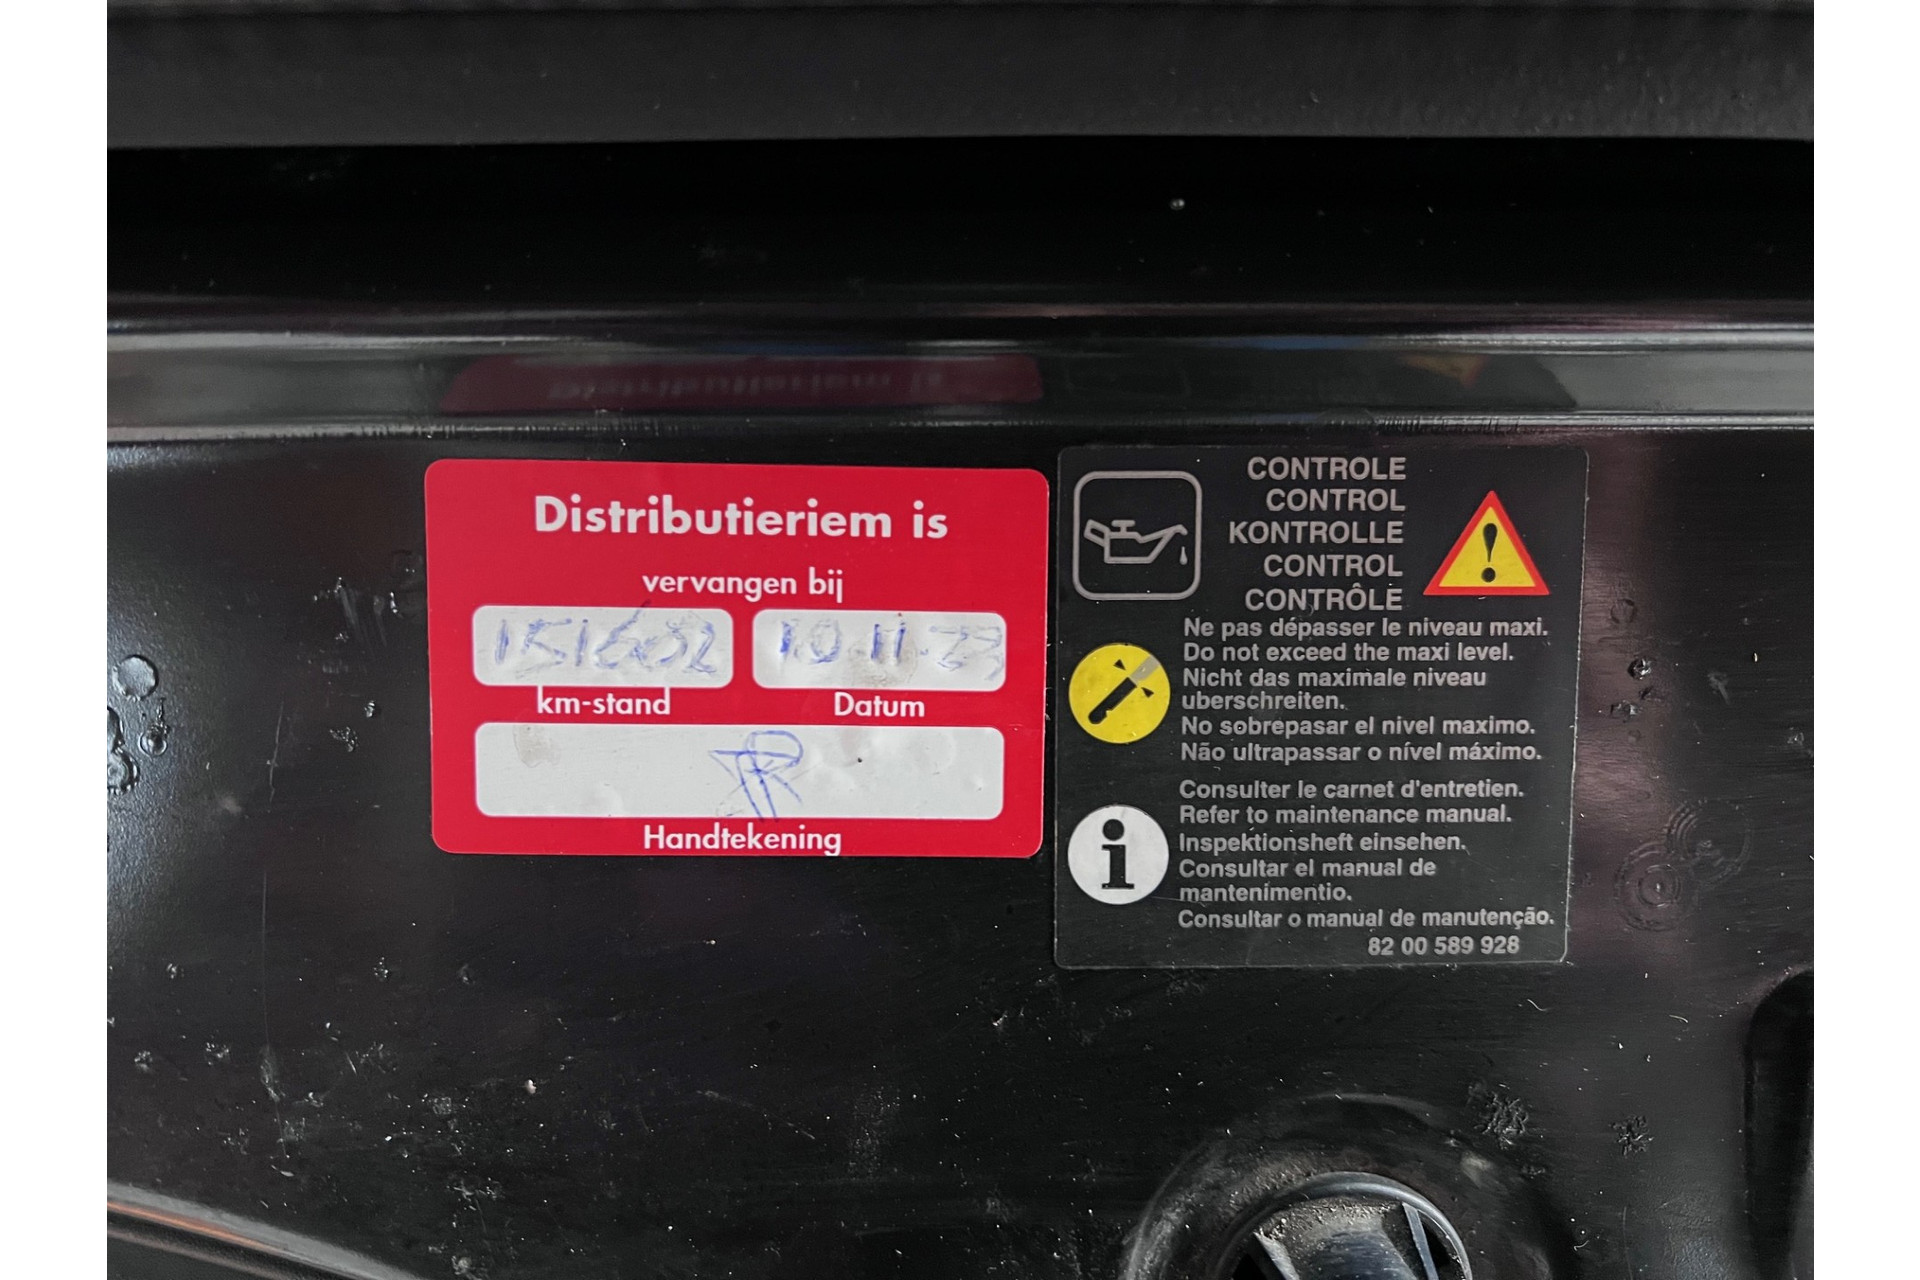 Distributieriem is
vervangen bij
151602
10.11.23
km-stand
Datum
Handtekening
CONTROLE
CONTROL
KONTROLLE
CONTROL
CONTRÔLE
Ne pas dépasser le niveau maxi.
Do not exceed the maxi level.
Nicht das maximale niveau
uberschreiten.
No sobrepasar el nivel maximo.
Não ultrapassar o nível máximo.
Consulter le carnet d'entretien.
Refer to maintenance manual.
Inspektionsheft einsehen.
Consultar el manual de
mantenimentio.
Consultar o manual de manutenção.
82 00 589 928